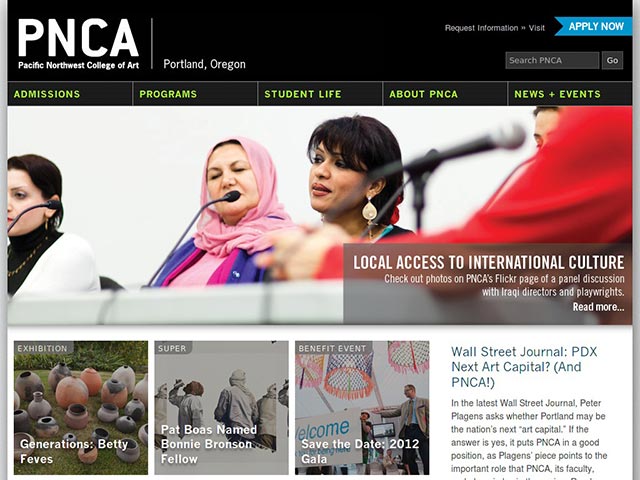 PNCA
Pacific Northwest College of Art
Portland, Oregon
Request Information » Visit
APPLY NOW
Search PNCA
Go
ADMISSIONS
PROGRAMS
STUDENT LIFE
ABOUT PNCA
NEWS + EVENTS
LOCAL ACCESS TO INTERNATIONAL CULTURE
Check out photos on PNCA's Flickr page of a panel discussion
with Iraqi directors and playwrights.
Read more...
EXHIBITION
Generations: Betty
Feves
SUPER
Pat Boas Named
Bonnie Bronson
Fellow
BENEFIT EVENT
Welcome
Save the Date: 2012
Gala
Wall Street Journal: PDX
Next Art Capital? (And
PNCA!)
In the latest Wall Street Journal, Peter
Plagens asks whether Portland may be
the nation's next “art capital.” If the
answer is yes, it puts PNCA in a good
position, as Plagens' piece points to the
important role that PNCA, its faculty,